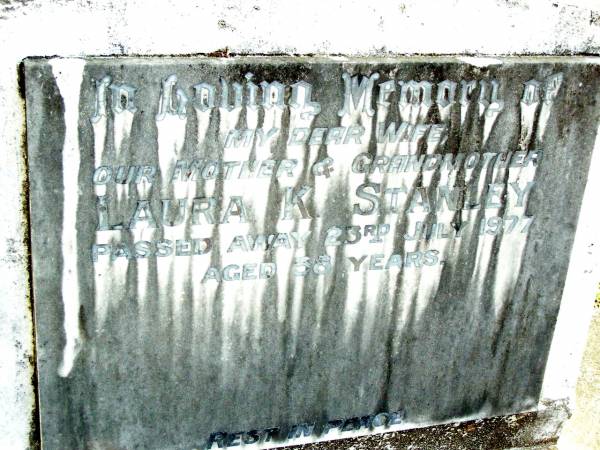 In Loving Memory of
MY DEAR WIFE
OUR MOTHER & GRANDMOTHER
LAURA K. STANLEY
PASSED AWAY 23RD JULY 1977
AGED YEARS.
REST IN PEACE